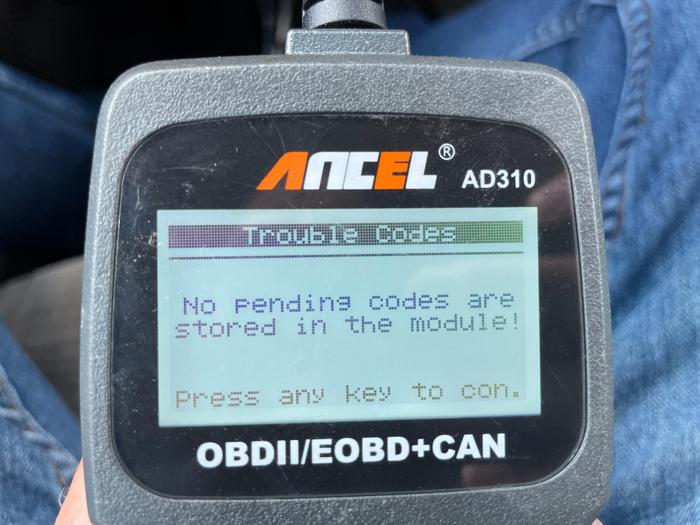 ANCEL® AD310
Trouble Codes
No pending codes are
stored in the module!
Press any key to con.
OBDII/EOBD+CAN